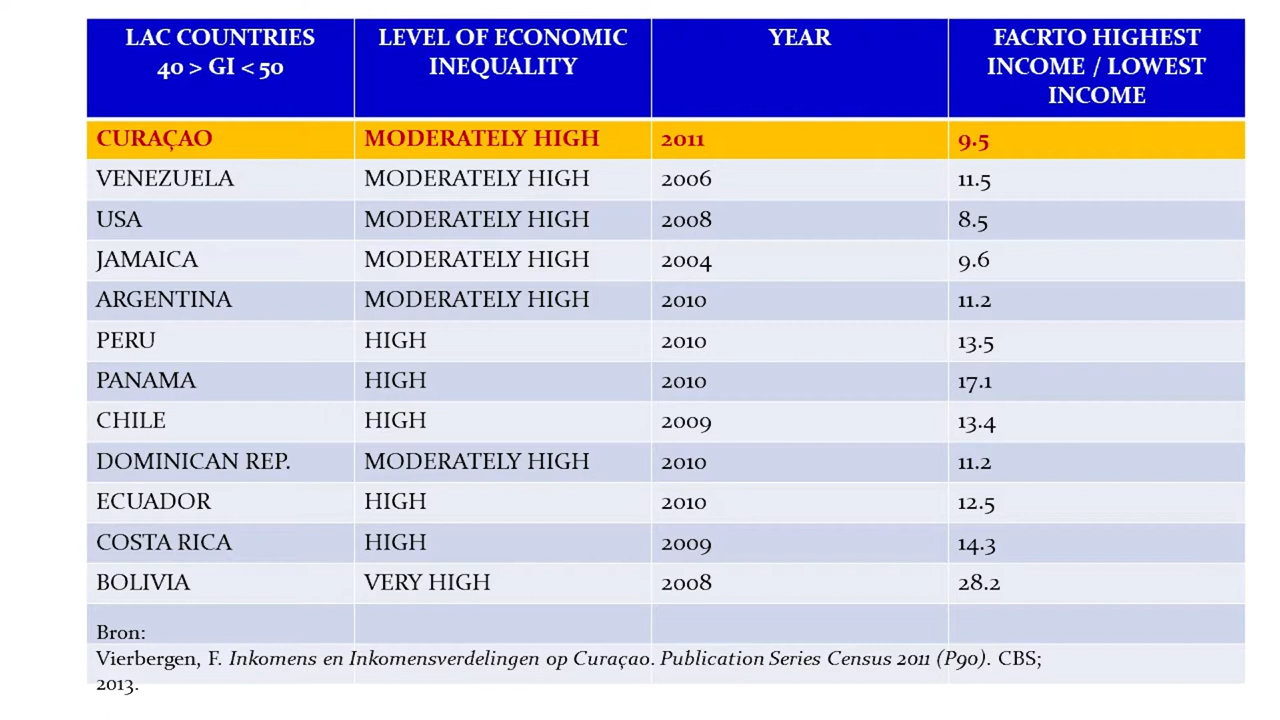 LAC COUNTRIES LEVEL OF ECONOMIC YEAR FACRTO HIGHEST
40 > GI < 50 INEQUALITY INCOME / LOWEST
INCOME
CURAÇAO MODERATELY HIGH 2011 9.5
VENEZUELA MODERATELY HIGH 2006 11.5
USA MODERATELY HIGH 2008 8.5
JAMAICA MODERATELY HIGH 2004 9.6
ARGENTINA MODERATELY HIGH 2010 11.2
PERU HIGH 2010 13.5
PANAMA HIGH 2010 17.1
CHILE HIGH 2009 13.4
DOMINICAN REP. MODERATELY HIGH 2010 11.2
ECUADOR HIGH 2010 12.5
COSTA RICA HIGH 2009 14.3
BOLIVIA VERY HIGH 2008 28.2
Bron:
Vierbergen, F. Inkomens en Inkomensverdelingen op Curaçao. Publication Series Census 2011 (P90). CBS;
2013.